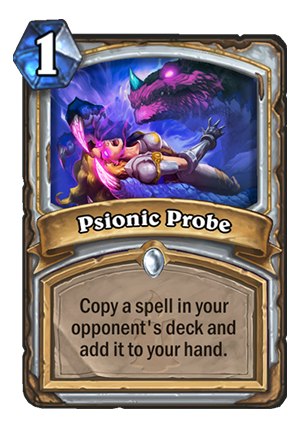 1
Psionic Probe
Copy a spell in your
opponent's deck and
add it to your hand.